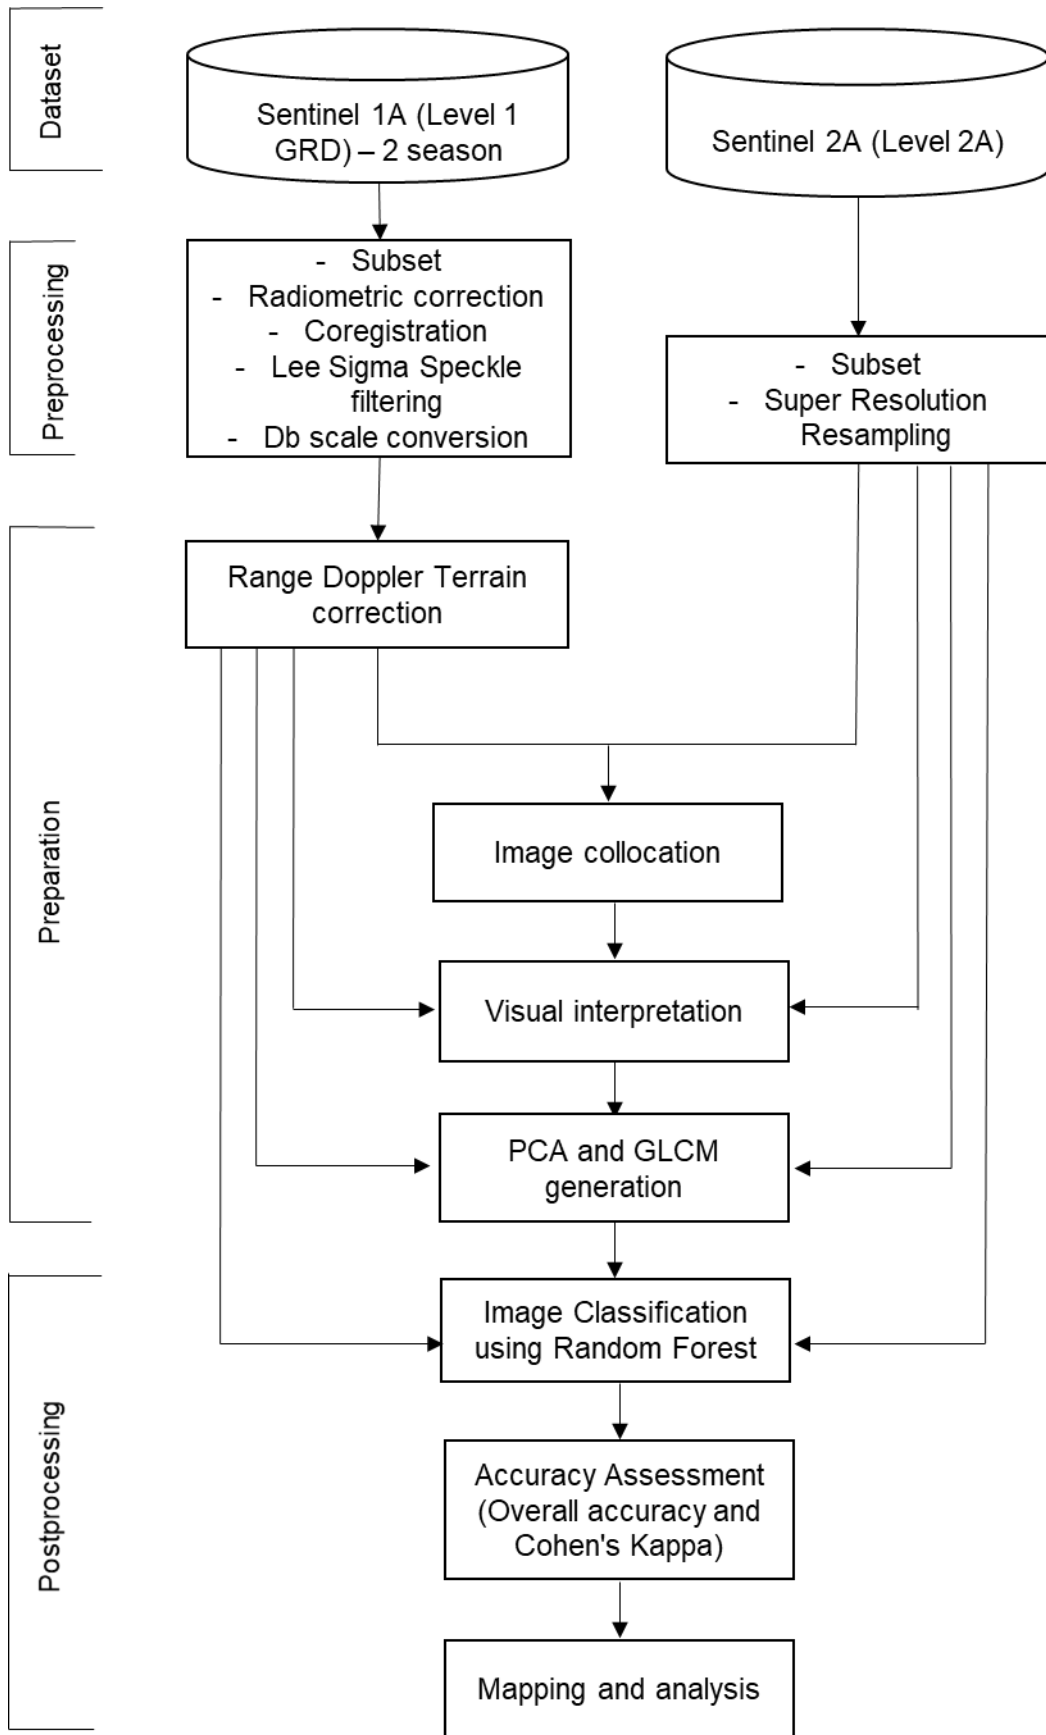 Dataset
Sentinel 1A (Level 1
GRD) – 2 season
Sentinel 2A (Level 2A)
Preprocessing
- Subset
- Radiometric correction
- Coregistration
- Lee Sigma Speckle
filtering
- Db scale conversion
- Subset
- Super Resolution
Resampling
Preparation
Range Doppler Terrain
correction
Image collocation
Visual interpretation
PCA and GLCM
generation
Postprocessing
Image Classification
using Random Forest
Accuracy Assessment
(Overall accuracy and
Cohen's Kappa)
Mapping and analysis